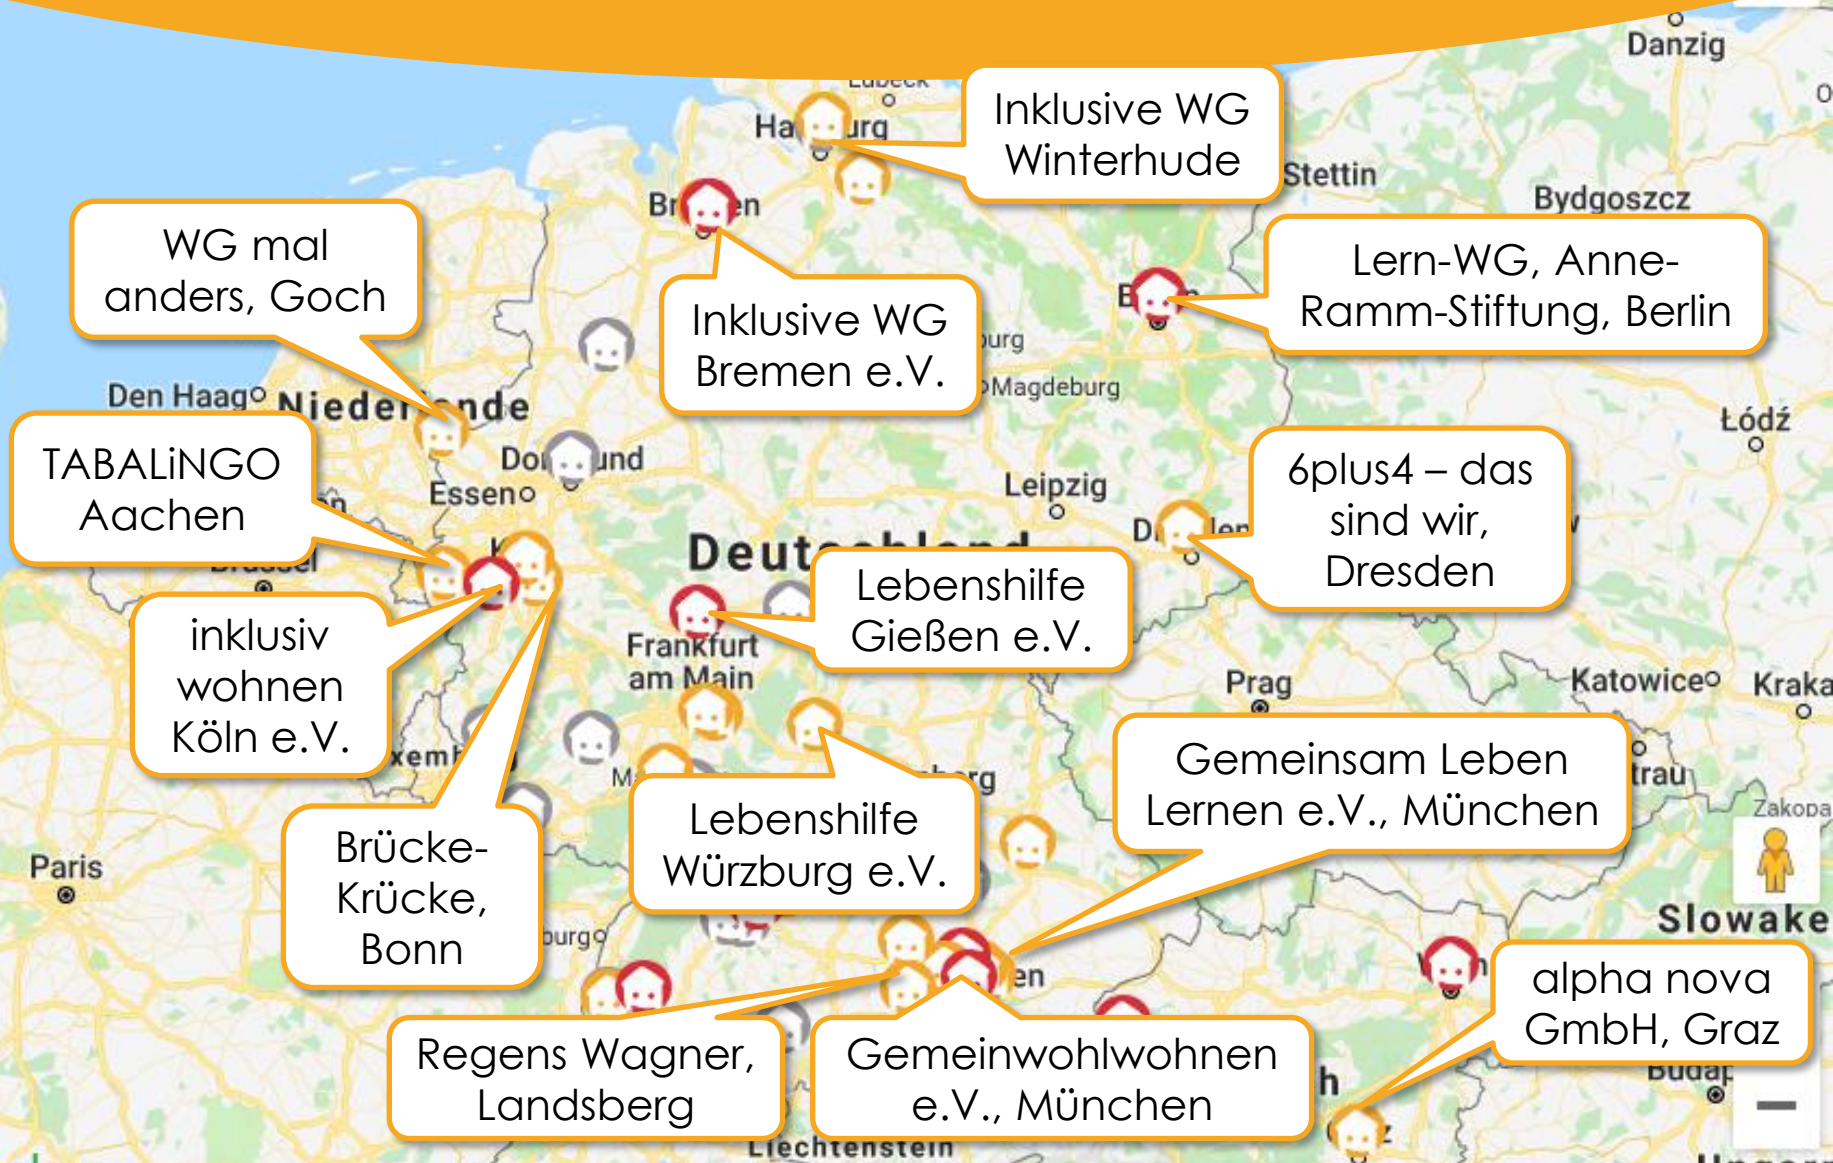 Danzig
Inklusive WG
Winterhude
Stettin
Bydgoszcz
WG mal
anders, Goch
Lern-WG, Anne-
Ramm-Stiftung, Berlin
Inklusive WG
Bremen e.V.
Magdeburg
Den Haag
Łódź
TABALiNGO
Aachen
Essen
Leipzig
6plus4 – das
sind wir,
Dresden
Lebenshilfe
Gießen e.V.
inklusiv
wohnen
Köln e.V.
Frankfurt
am Main
Prag
Katowice
Gemeinsam Leben
Lernen e.V., München
Lebenshilfe
Würzburg e.V.
Brücke-
Krücke,
Bonn
Paris
alpha nova
GmbH, Graz
Regens Wagner,
Landsberg
Gemeinwohlwohnen
e.V., München
Liechtenstein